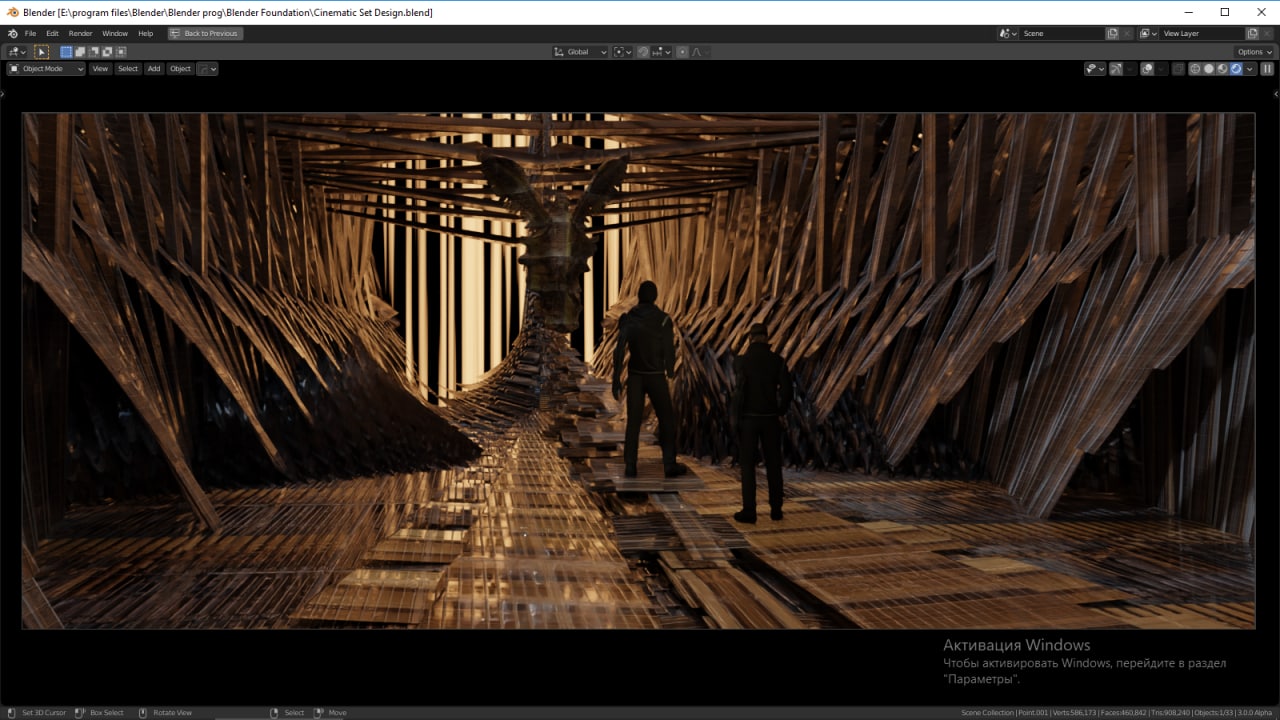 Blender [E:\program files\Blender\Blender prog\Blender Foundation\Cinematic Set Design.blend]
File Edit Render Window Help Back to Previous Scene View Layer
Global Options
Object Mode View Select Add Object
Активация Windows
Чтобы активировать Windows, перейдите в раздел
"Параметры".
Set 3D Cursor Box Select Rotate View Select Move Scene Collection | Point.001 | Verts:586,173 | Faces:460,842 | Tris:908,240 | Objects:1/33 | 3.0.0 Alpha